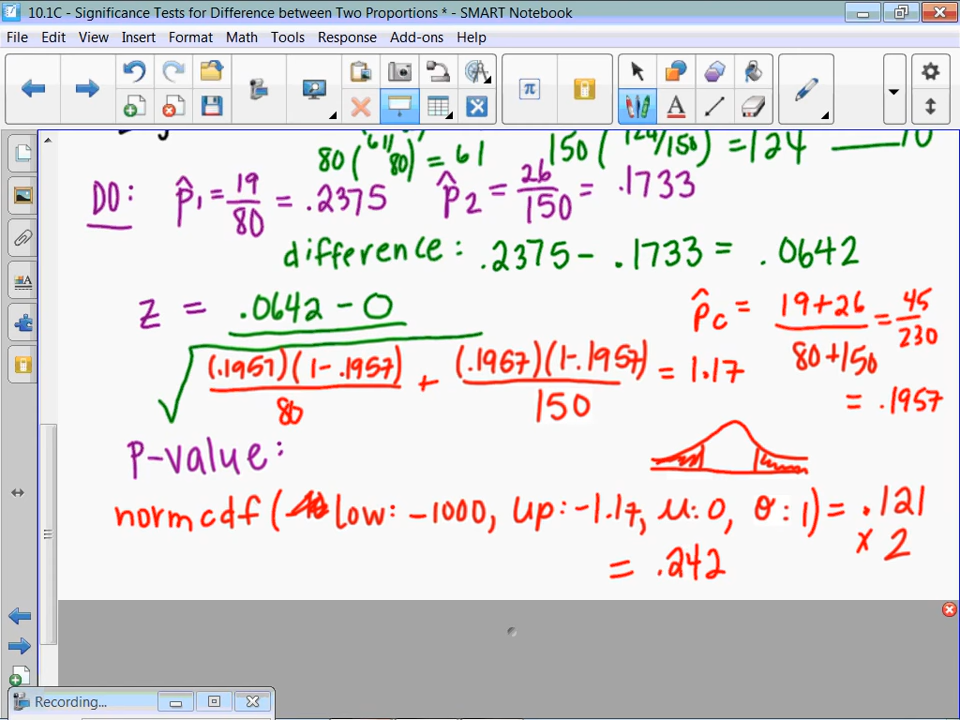 10.1C - Significance Tests for Difference between Two Proportions * - SMART Notebook
File Edit View Insert Format Math Tools Response Add-ons Help
80(61/80) = 61 150(124/150) = 124 10
DO: p̂₁ = 19/80 = .2375 p̂₂ = 26/150 = .1733
difference: .2375 - .1733 = .0642
z = .0642 - 0
√ (.1957)(1-.1957)/80 + (.1957)(1-.1957)/150 = 1.17
p̂c = 19+26/80+150 = 45/230
= .1957
P-value:
normcdf( low: -1000, up: -1.17, μ: 0, σ: 1) = .121
× 2
= .242
Recording...